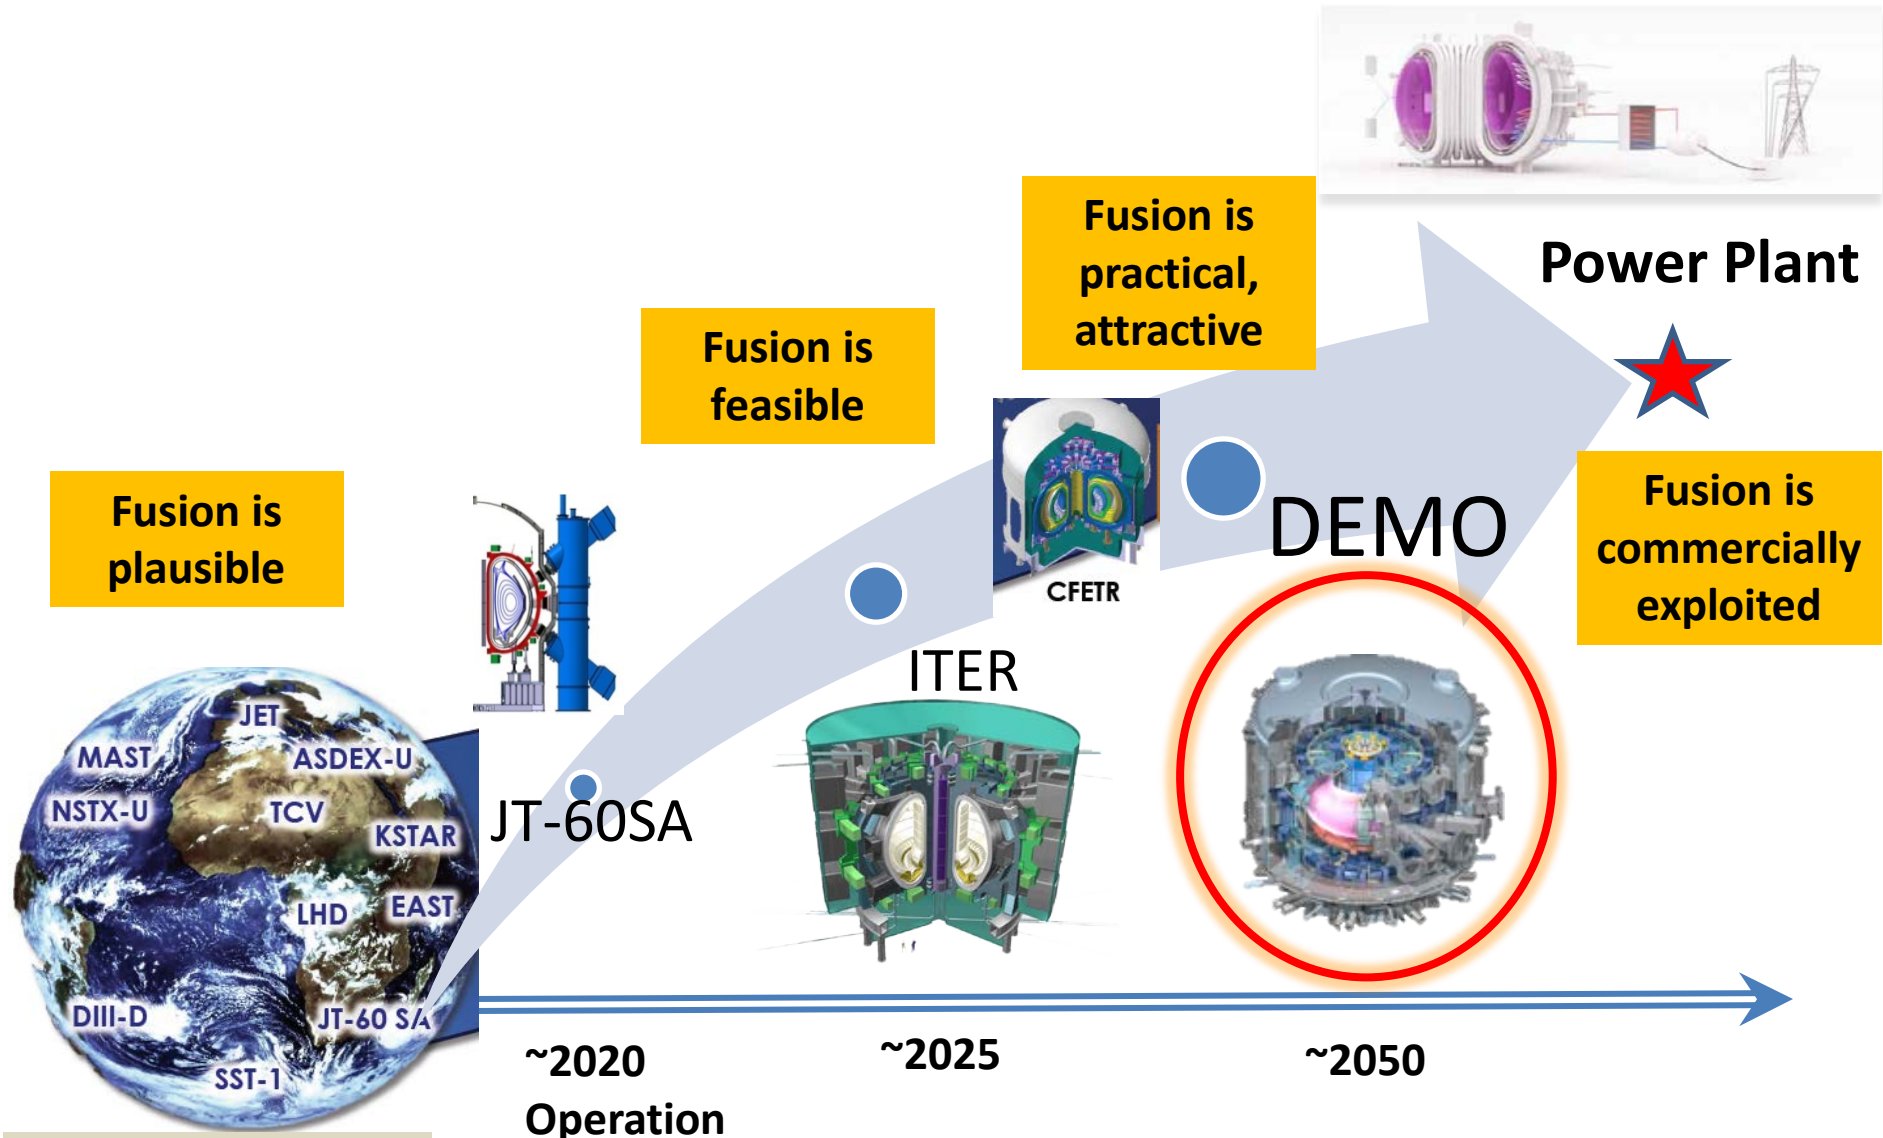 Power Plant
Fusion is
practical,
attractive
Fusion is
feasible
Fusion is
plausible
Fusion is
commercially
exploited
DEMO
CFETR
ITER
JT-60SA
JET
MAST
ASDEX-U
NSTX-U
TCV
KSTAR
LHD
EAST
DIII-D
JT-60 SA
SST-1
~2020
Operation
~2025
~2050